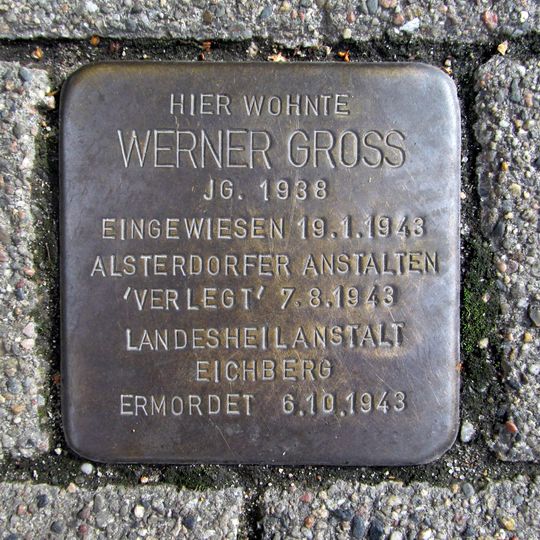 HIER WOHNTE
WERNER GROSS
JG. 1938
EINGEWIESEN 19.1.1943
ALSTERDORFER ANSTALTEN
'VERLEGT' 7.8.1943
LANDESHEILANSTALT
EICHBERG
ERMORDET 6.10.1943